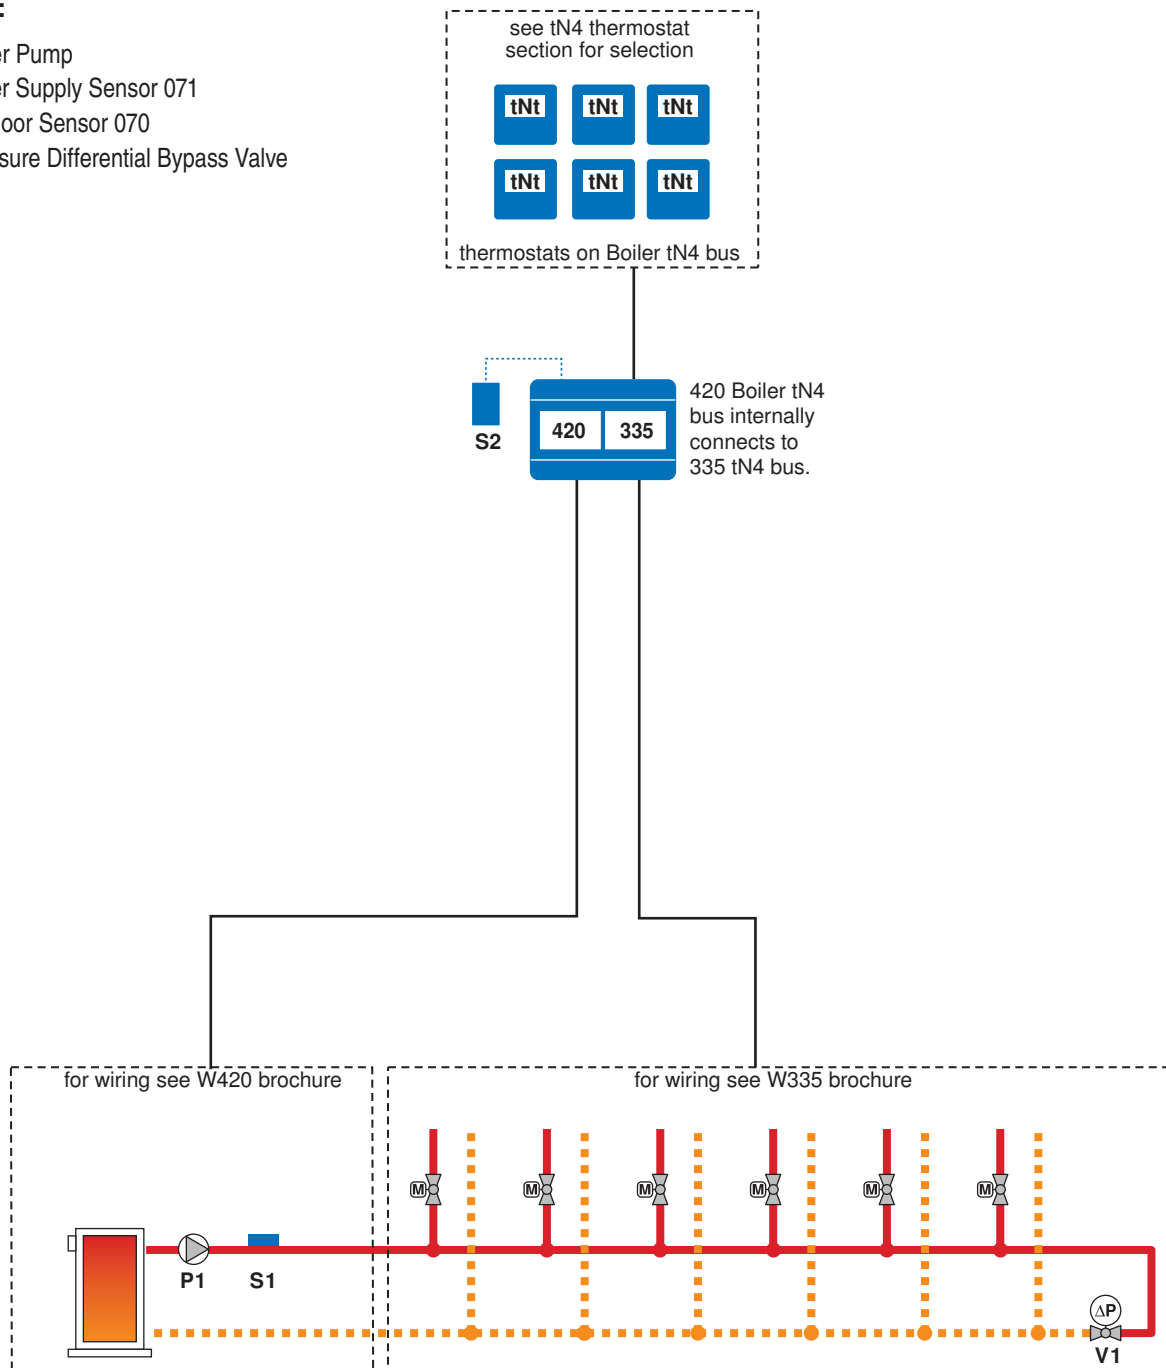 :
er Pump
er Supply Sensor 071
oor Sensor 070
sure Differential Bypass Valve
see tN4 thermostat
section for selection
tNt tNt tNt
tNt tNt tNt
thermostats on Boiler tN4 bus
S2
420 335
420 Boiler tN4
bus internally
connects to
335 tN4 bus.
for wiring see W420 brochure
for wiring see W335 brochure
M M M M M M
P1 S1
ΔP
V1